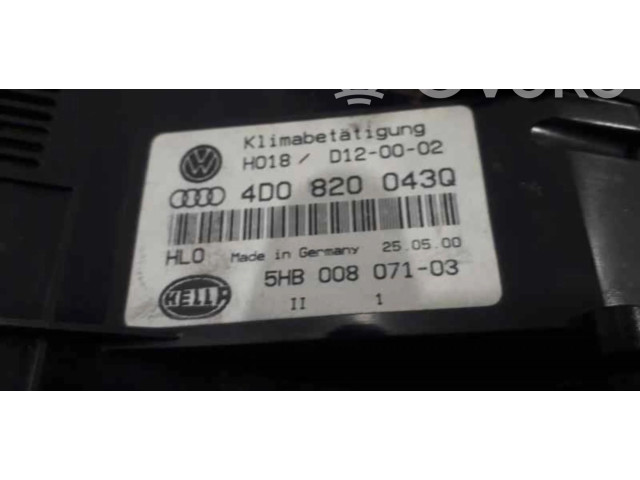 Klimabetätigung
H018 / D12-00-02
4D0 820 043Q
HLO Made in Germany 25.05.00
5HB 008 071-03
HELLA
II 1